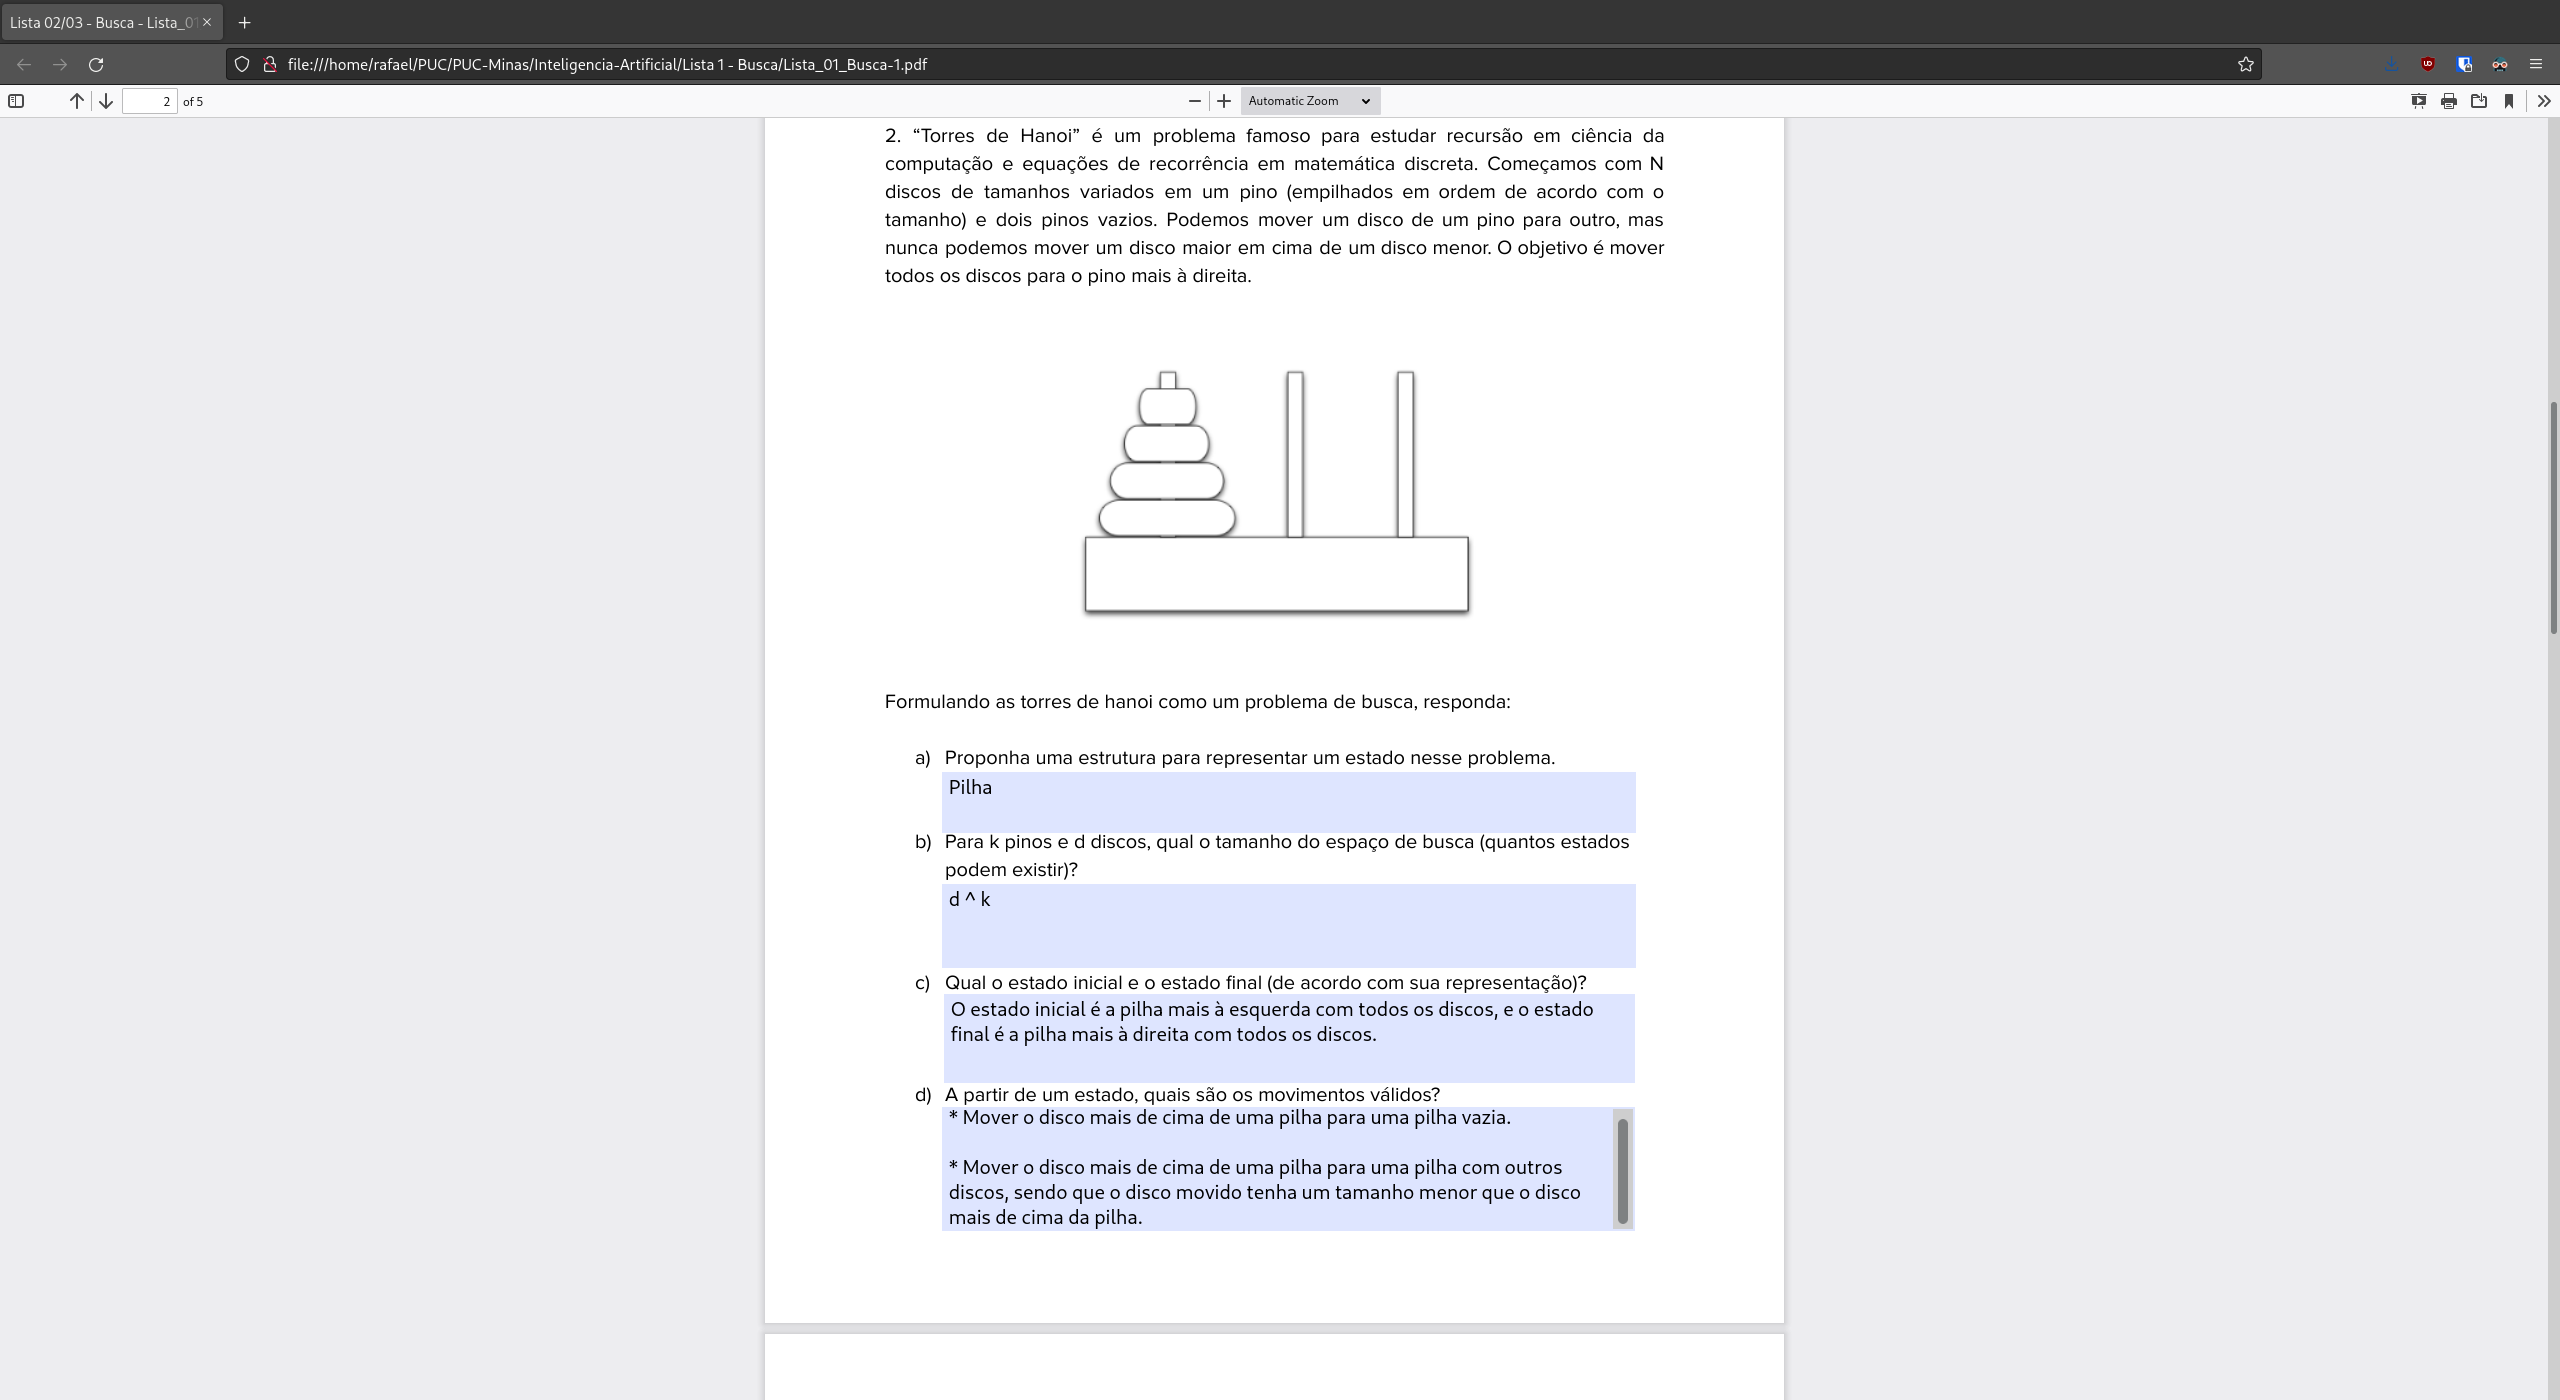 Lista 02/03 - Busca - Lista_01
file:///home/rafael/PUC/PUC-Minas/Inteligencia-Artificial/Lista 1 - Busca/Lista_01_Busca-1.pdf
2 of 5
Automatic Zoom
2. “Torres de Hanoi” é um problema famoso para estudar recursão em ciência da
computação e equações de recorrência em matemática discreta. Começamos com N
discos de tamanhos variados em um pino (empilhados em ordem de acordo com o
tamanho) e dois pinos vazios. Podemos mover um disco de um pino para outro, mas
nunca podemos mover um disco maior em cima de um disco menor. O objetivo é mover
todos os discos para o pino mais à direita.
Formulando as torres de hanoi como um problema de busca, responda:
a) Proponha uma estrutura para representar um estado nesse problema.
Pilha
b) Para k pinos e d discos, qual o tamanho do espaço de busca (quantos estados
podem existir)?
d ^ k
c) Qual o estado inicial e o estado final (de acordo com sua representação)?
O estado inicial é a pilha mais à esquerda com todos os discos, e o estado
final é a pilha mais à direita com todos os discos.
d) A partir de um estado, quais são os movimentos válidos?
* Mover o disco mais de cima de uma pilha para uma pilha vazia.
* Mover o disco mais de cima de uma pilha para uma pilha com outros
discos, sendo que o disco movido tenha um tamanho menor que o disco
mais de cima da pilha.